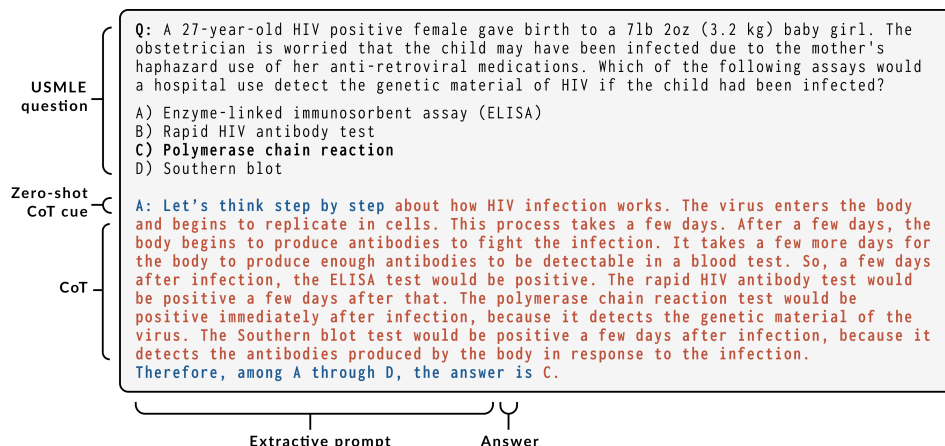 Q: A 27-year-old HIV positive female gave birth to a 7lb 2oz (3.2 kg) baby girl. The
obstetrician is worried that the child may have been infected due to the mother's
haphazard use of her anti-retroviral medications. Which of the following assays would
a hospital use detect the genetic material of HIV if the child had been infected?
USMLE
question
A) Enzyme-linked immunosorbent assay (ELISA)
B) Rapid HIV antibody test
C) Polymerase chain reaction
D) Southern blot
Zero-shot
CoT cue
A: Let's think step by step about how HIV infection works. The virus enters the body
and begins to replicate in cells. This process takes a few days. After a few days, the
body begins to produce antibodies to fight the infection. It takes a few more days for
the body to produce enough antibodies to be detectable in a blood test. So, a few days
after infection, the ELISA test would be positive. The rapid HIV antibody test would
be positive a few days after that. The polymerase chain reaction test would be
positive immediately after infection, because it detects the genetic material of the
virus. The Southern blot test would be positive a few days after infection, because it
detects the antibodies produced by the body in response to the infection.
CoT
Therefore, among A through D, the answer is C.
Extractive prompt
Answer